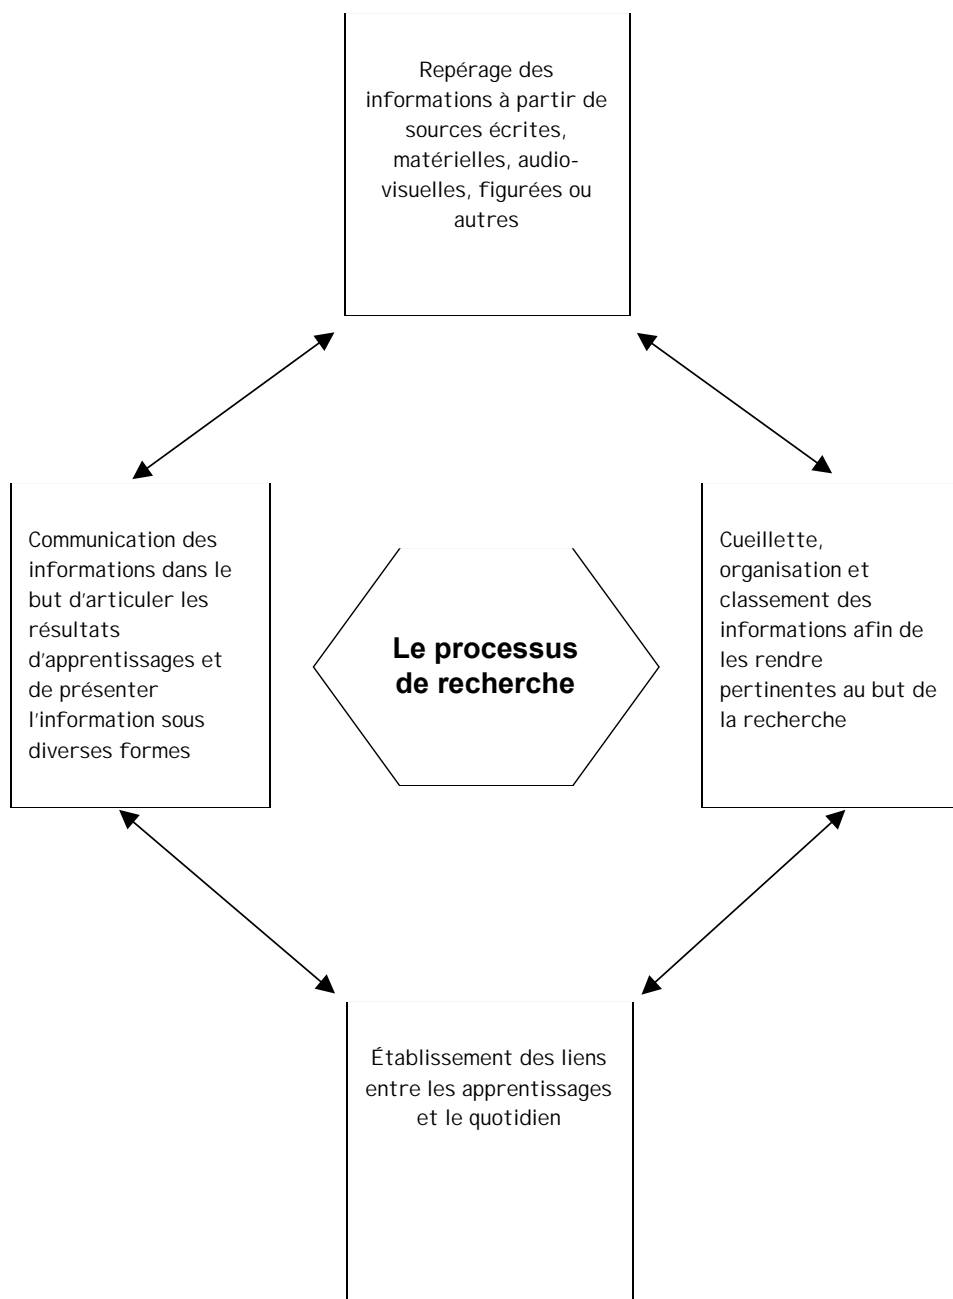 Repérage des
informations à partir de
sources écrites,
matérielles, audio-
visuelles, figurées ou
autres
Communication des
informations dans le
but d'articuler les
résultats
d'apprentissages et
de présenter
l'information sous
diverses formes
Le processus
de recherche
Cueillette,
organisation et
classement des
informations afin de
les rendre
pertinentes au but de
la recherche
Établissement des liens
entre les apprentissages
et le quotidien